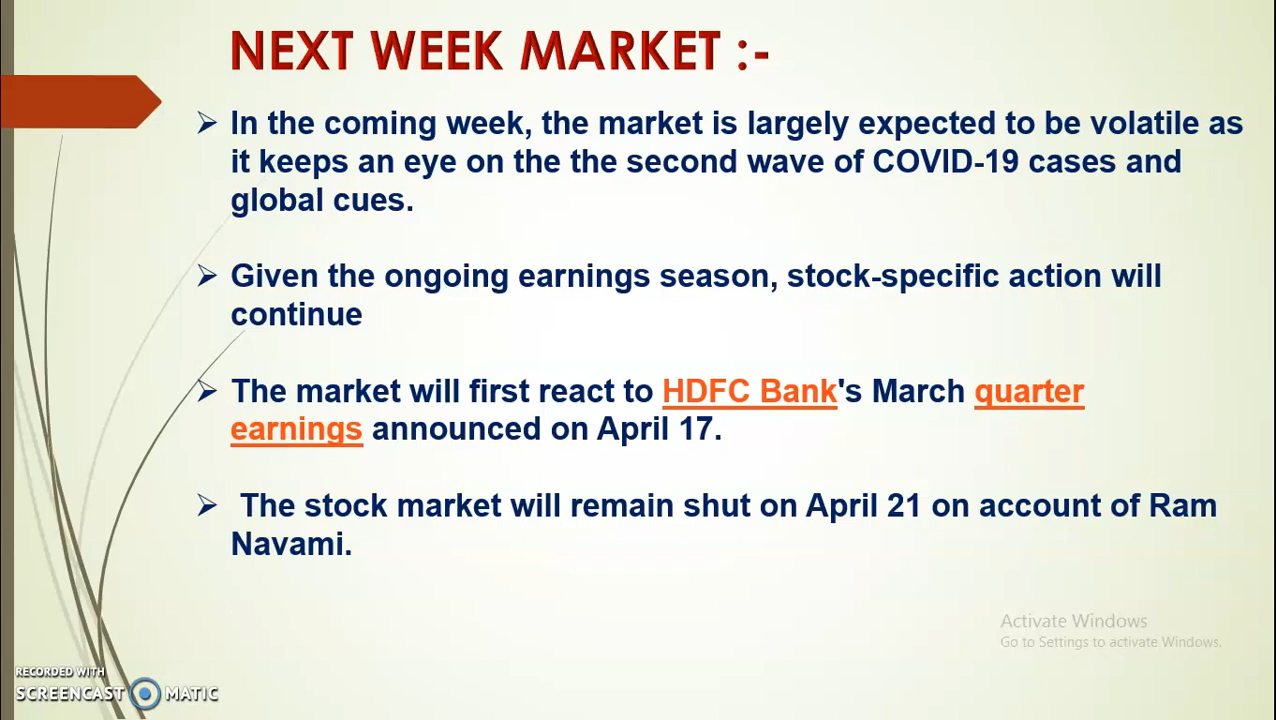 NEXT WEEK MARKET :-
In the coming week, the market is largely expected to be volatile as
it keeps an eye on the the second wave of COVID-19 cases and
global cues.
Given the ongoing earnings season, stock-specific action will
continue
The market will first react to HDFC Bank's March quarter
earnings announced on April 17.
The stock market will remain shut on April 21 on account of Ram
Navami.
Activate Windows
Go to Settings to activate Windows.
RECORDED WITH
SCREENCAST MATIC